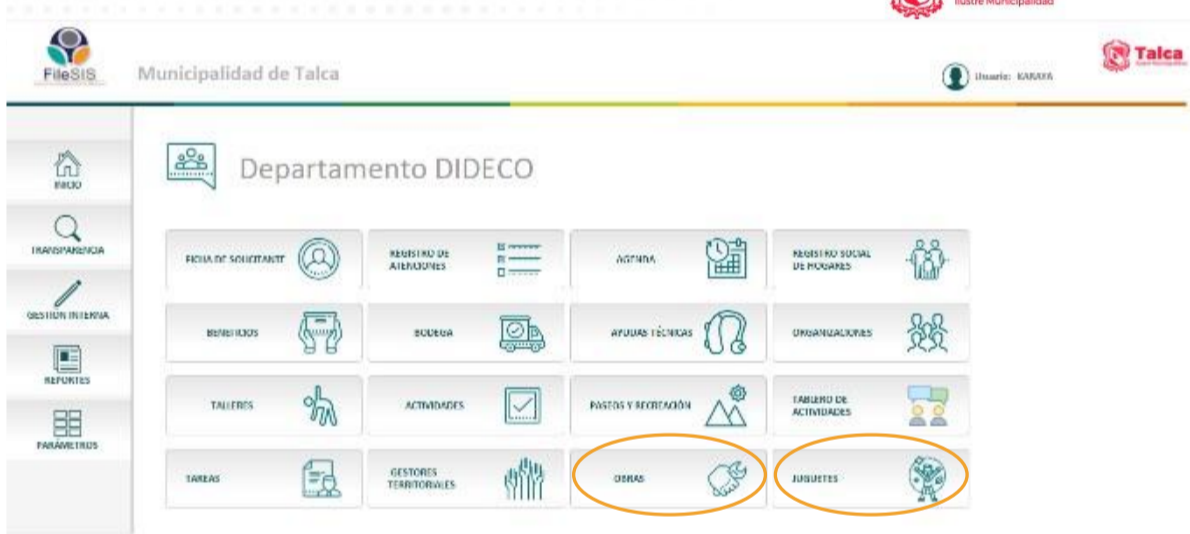 Ilustre Municipalidad
FileSIS
Municipalidad de Talca
Usuario: KARAYA
Talca
INICIO
TRANSPARENCIA
GESTIÓN INTERNA
REPORTES
PARÁMETROS
Departamento DIDECO
FICHA DE SOLICITANTE
REGISTRO DE
ATENCIONES
AGENDA
REGISTRO SOCIAL
DE HOGARES
BENEFICIOS
BODEGA
AYUDAS TÉCNICAS
ORGANIZACIONES
TALLERES
ACTIVIDADES
PASEOS Y RECREACIÓN
TABLERO DE
ACTIVIDADES
TAREAS
GESTORES
TERRITORIALES
OBRAS
JUGUETES